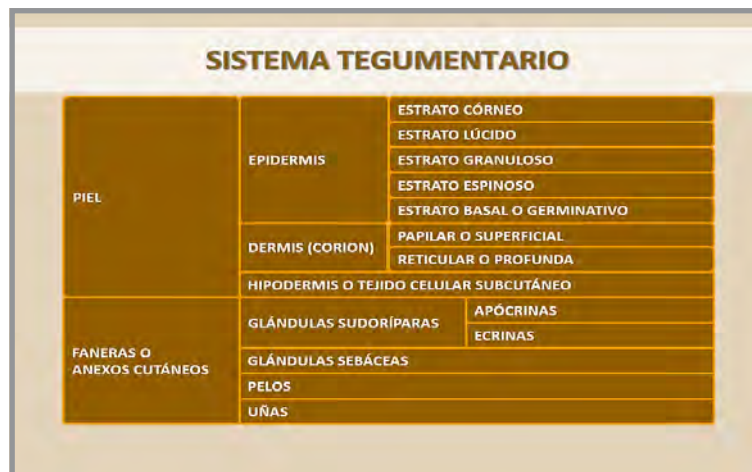 SISTEMA TEGUMENTARIO
PIEL
EPIDERMIS
ESTRATO CÓRNEO
ESTRATO LÚCIDO
ESTRATO GRANULOSO
ESTRATO ESPINOSO
ESTRATO BASAL O GERMINATIVO
DERMIS (CORION)
PAPILAR O SUPERFICIAL
RETICULAR O PROFUNDA
HIPODERMIS O TEJIDO CELULAR SUBCUTÁNEO
FANERAS O
ANEXOS CUTÁNEOS
GLÁNDULAS SUDORÍPARAS
APÓCRINAS
ECRINAS
GLÁNDULAS SEBÁCEAS
PELOS
UÑAS